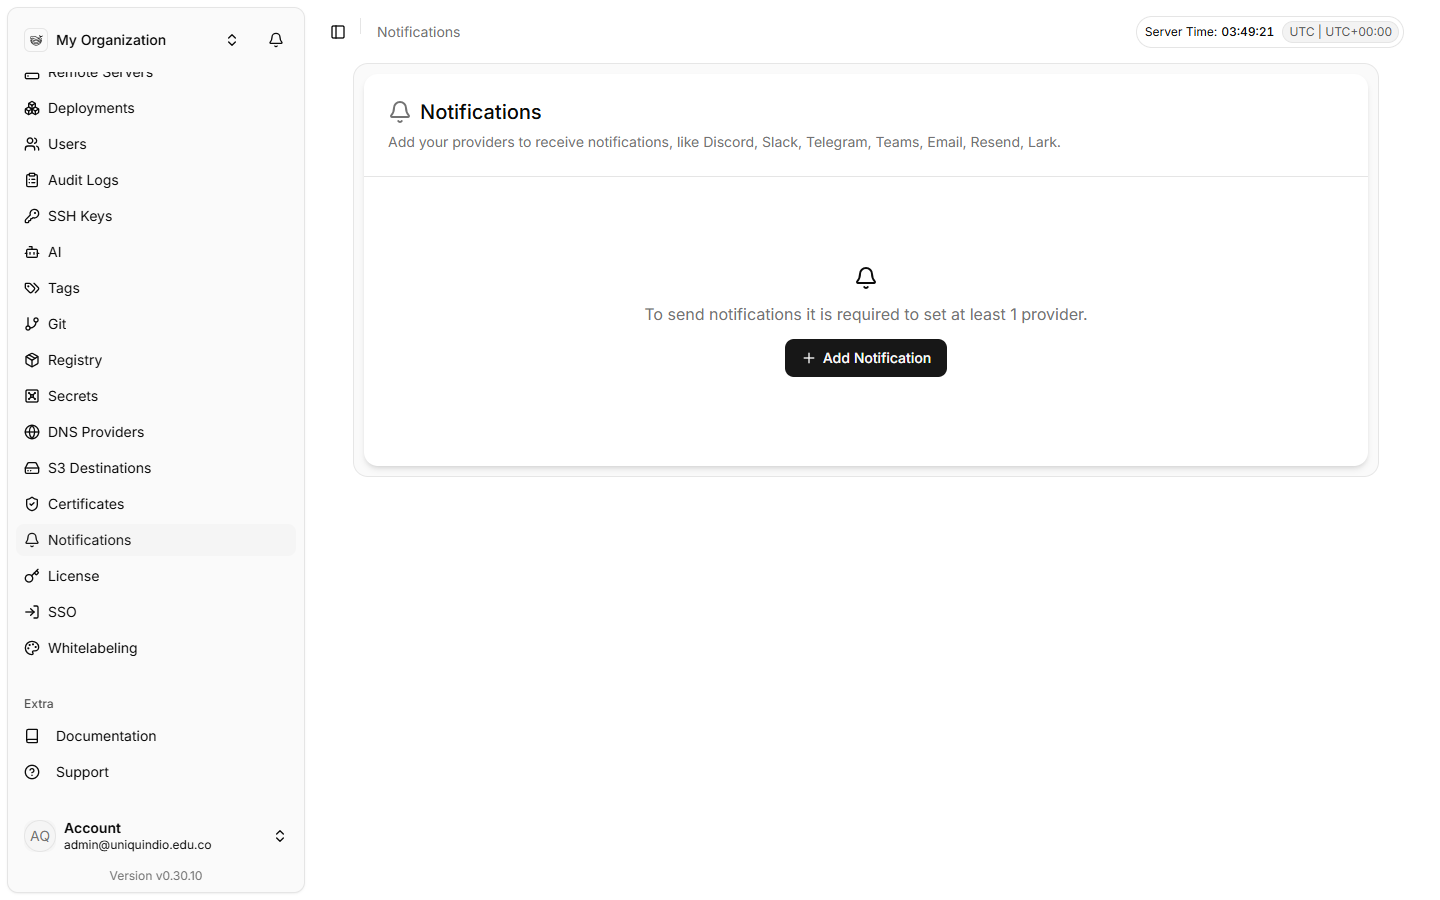 My Organization
Remote Servers
Deployments
Users
Audit Logs
SSH Keys
AI
Tags
Git
Registry
Secrets
DNS Providers
S3 Destinations
Certificates
Notifications
License
SSO
Whitelabeling
Extra
Documentation
Support
AQ
Account
admin@uniquindio.edu.co
Version v0.30.10
Notifications
Server Time: 03:49:21 UTC | UTC+00:00
Notifications
Add your providers to receive notifications, like Discord, Slack, Telegram, Teams, Email, Resend, Lark.
To send notifications it is required to set at least 1 provider.
Add Notification